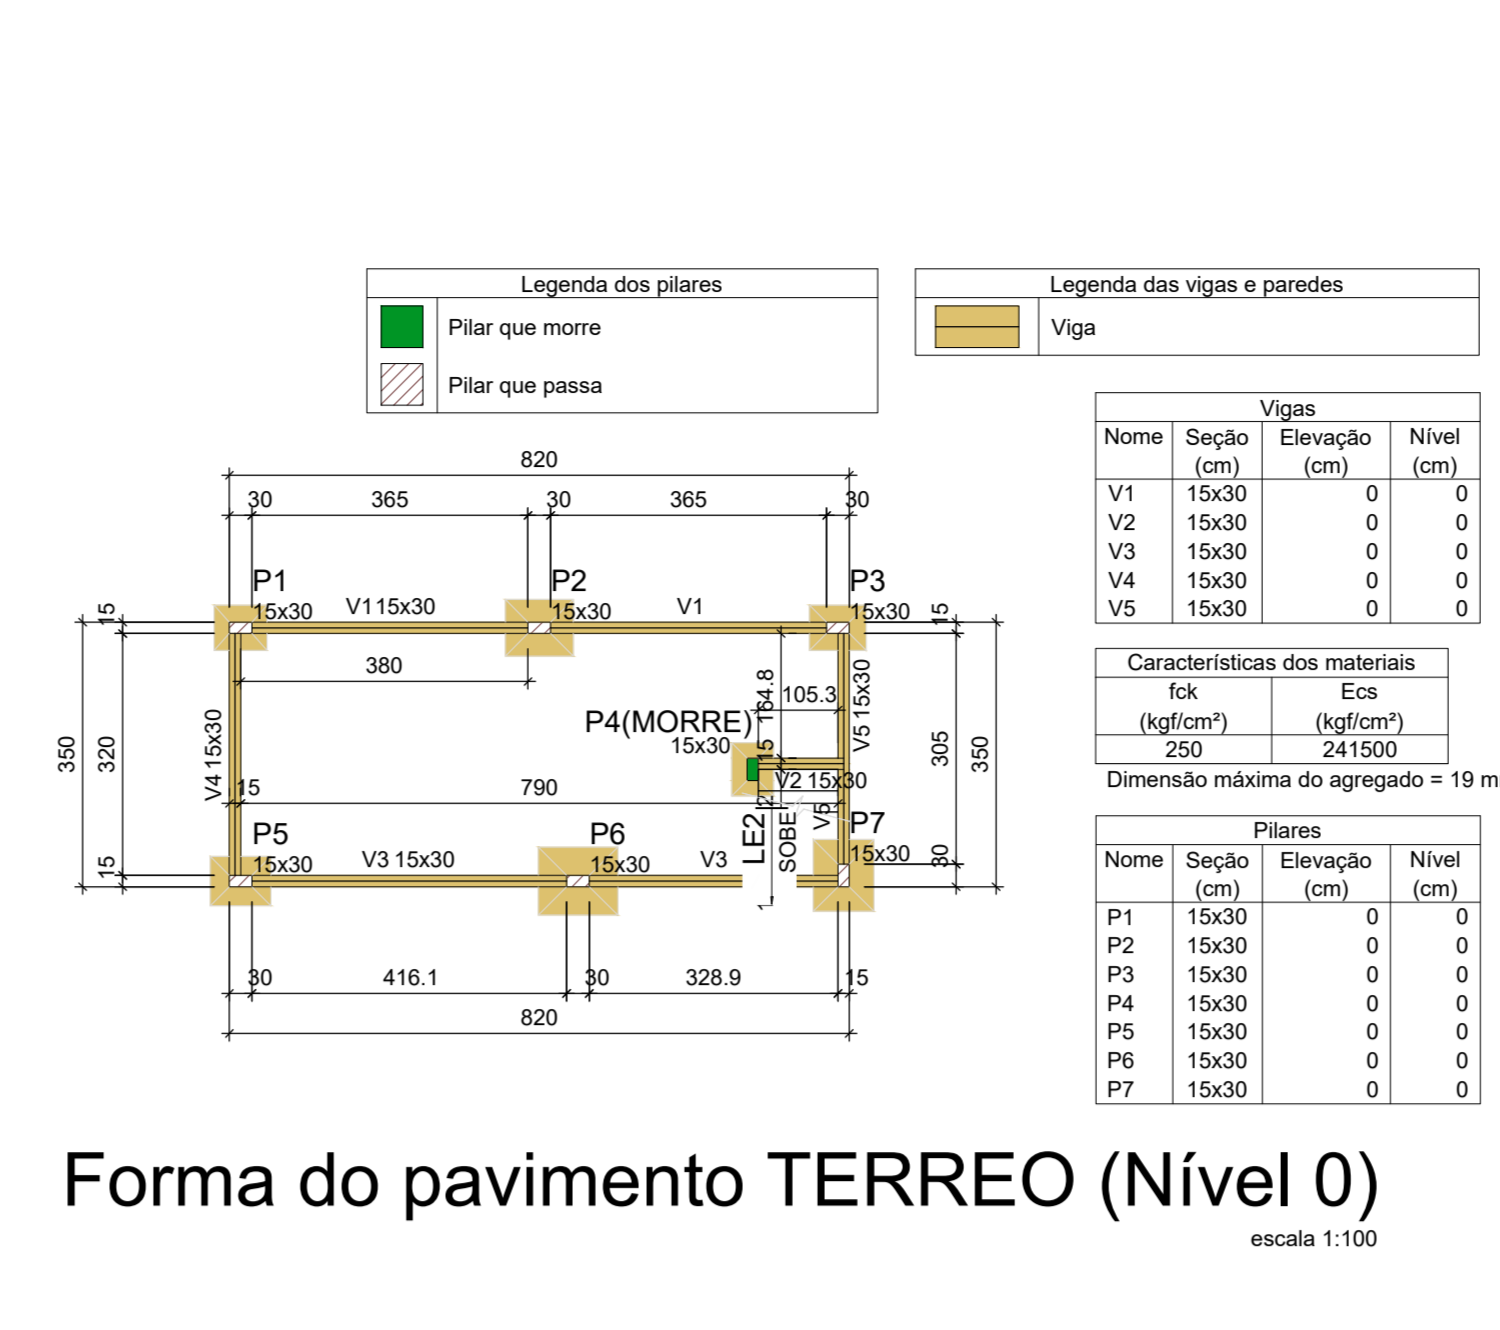 Legenda dos pilares
Pilar que morre
Pilar que passa
Legenda das vigas e paredes
Viga
Vigas
Nome Seção (cm) Elevação (cm) Nível (cm)
V1 15x30 0 0
V2 15x30 0 0
V3 15x30 0 0
V4 15x30 0 0
V5 15x30 0 0
Características dos materiais
fck (kgf/cm²) Ecs (kgf/cm²)
250 241500
Dimensão máxima do agregado = 19 m
Pilares
Nome Seção (cm) Elevação (cm) Nível (cm)
P1 15x30 0 0
P2 15x30 0 0
P3 15x30 0 0
P4 15x30 0 0
P5 15x30 0 0
P6 15x30 0 0
P7 15x30 0 0
820
30 365 30 365 30
P1 P2 P3
15 15x30 V1 15x30 15x30 V1 15x30 15
380
164.8
105.3
V5 15x30
P4(MORRE)
15x30
15
350 320 V4 15x30
305 350
V2 15x30
15 790
LE2
SOBE
V5
P5 P6 P7
15 15x30 V3 15x30 15x30 V3 15x30 30
30 416.1 30 328.9 15
820
Forma do pavimento TERREO (Nível 0)
escala 1:100